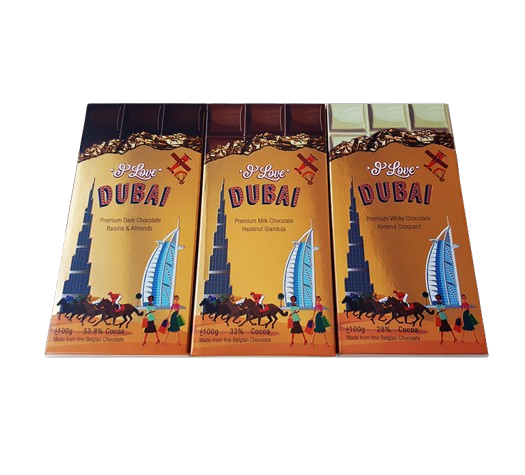 I Love
DUBAI
Premium Dark Chocolate
Raisins & Almonds
℮100g 53.8% Cocoa
Made from fine Belgian Chocolate
I Love
DUBAI
Premium Milk Chocolate
Hazelnut Gianduja
℮100g 33% Cocoa
Made from fine Belgian Chocolate
I Love
DUBAI
Premium White Chocolate
Almond Croquant
℮100g 28% Cocoa
Made from fine Belgian Chocolate